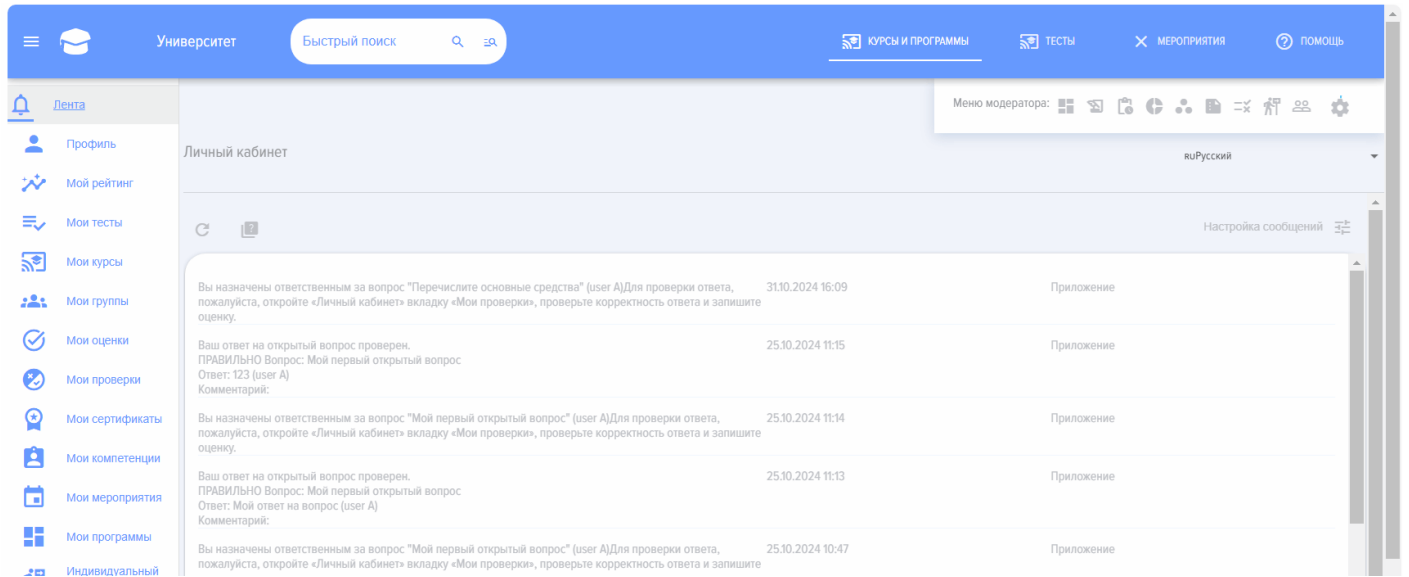 Университет
Быстрый поиск
КУРСЫ И ПРОГРАММЫ
ТЕСТЫ
МЕРОПРИЯТИЯ
ПОМОЩЬ
Меню модератора:
Лента
Профиль
Мой рейтинг
Мои тесты
Мои курсы
Мои группы
Мои оценки
Мои проверки
Мои сертификаты
Мои компетенции
Мои мероприятия
Мои программы
Индивидуальный
Личный кабинет
RUРусский
Настройка сообщений
Вы назначены ответственным за вопрос "Перечислите основные средства" (user A)Для проверки ответа,
пожалуйста, откройте «Личный кабинет» вкладку «Мои проверки», проверьте корректность ответа и запишите
оценку.
31.10.2024 16:09
Приложение
Ваш ответ на открытый вопрос проверен.
ПРАВИЛЬНО Вопрос: Мой первый открытый вопрос
Ответ: 123 (user A)
Комментарий:
25.10.2024 11:15
Приложение
Вы назначены ответственным за вопрос "Мой первый открытый вопрос" (user A)Для проверки ответа,
пожалуйста, откройте «Личный кабинет» вкладку «Мои проверки», проверьте корректность ответа и запишите
оценку.
25.10.2024 11:14
Приложение
Ваш ответ на открытый вопрос проверен.
ПРАВИЛЬНО Вопрос: Мой первый открытый вопрос
Ответ: Мой ответ на вопрос (user A)
Комментарий:
25.10.2024 11:13
Приложение
Вы назначены ответственным за вопрос "Мой первый открытый вопрос" (user A)Для проверки ответа,
пожалуйста, откройте «Личный кабинет» вкладку «Мои проверки», проверьте корректность ответа и запишите
25.10.2024 10:47
Приложение